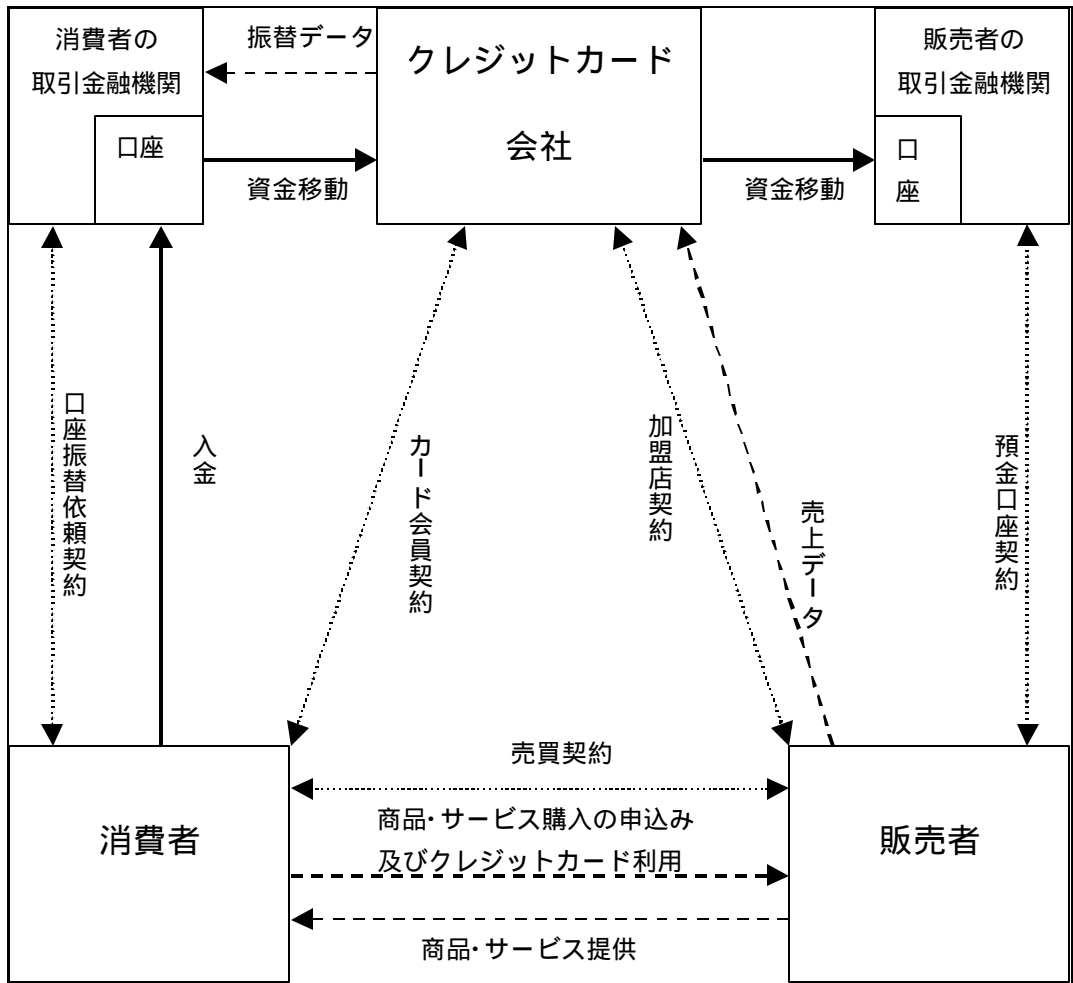 消費者の
取引金融機関
口座
振替データ
クレジットカード
会社
販売者の
取引金融機関
口
座
資金移動
資金移動
口座振替依頼契約
入金
カード会員契約
加盟店契約
売上データ
預金口座契約
売買契約
商品・サービス購入の申込み
及びクレジットカード利用
消費者
販売者
商品・サービス提供